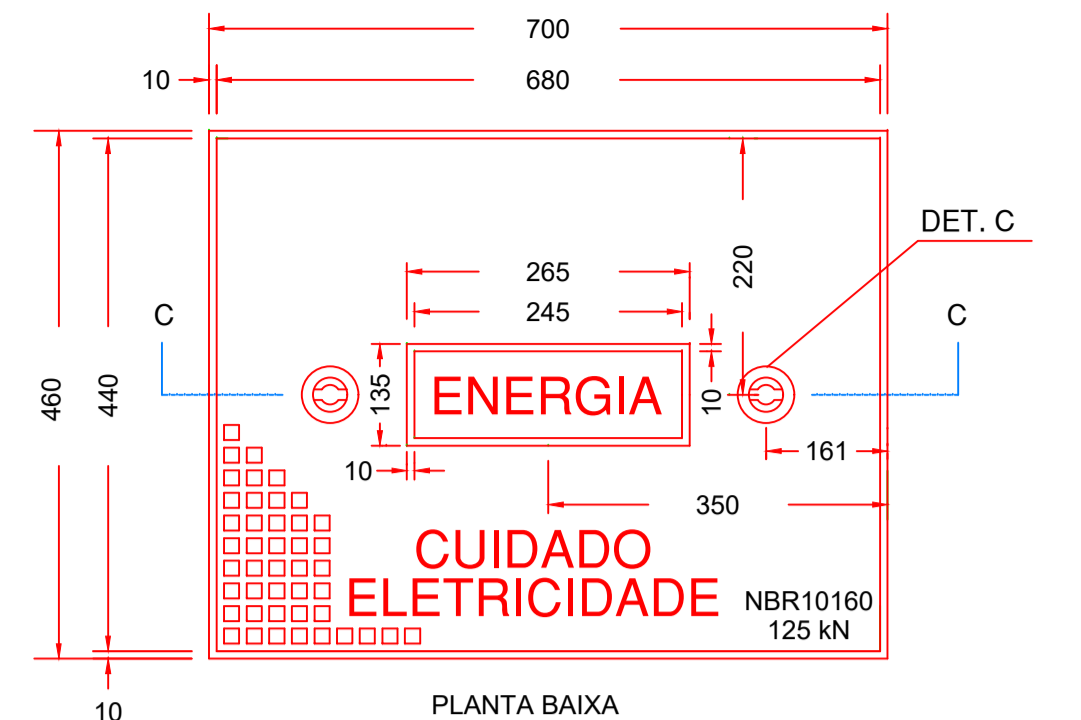 700
10
680
DET. C
265
220
245
C
C
460
440
135
ENERGIA
10
161
10
350
CUIDADO
ELETRICIDADE
NBR10160
125 kN
10
PLANTA BAIXA